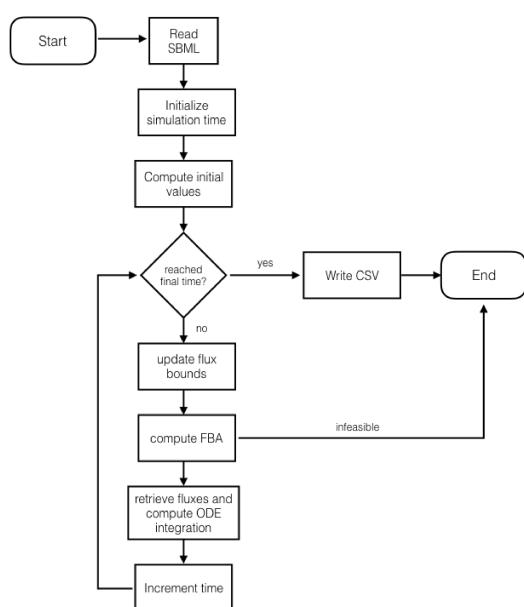 Start
Read
SBML
Initialize
simulation time
Compute initial
values
reached
final time?
yes
Write CSV
End
no
update flux
bounds
compute FBA
infeasible
retrieve fluxes and
compute ODE
integration
Increment time